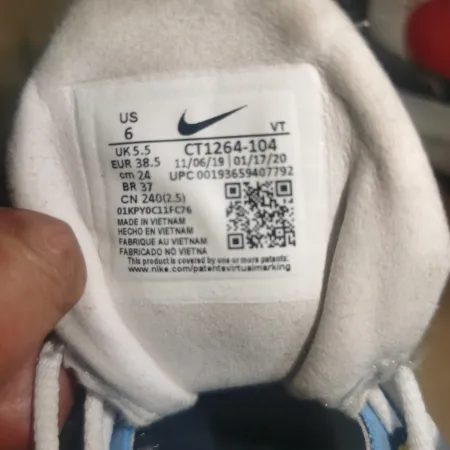 US
6
VT
UK 5.5
CT1264-104
EUR 38.5
11/06/19 01/17/20
cm 24
UPC 00193659407792
BR 37
CN 240(2.5)
01KPY0C11FC76
MADE IN VIETNAM
HECHO EN VIETNAM
FABRIQUE AU VIETNAM
FABRICADO NO VIETNA
This product is covered by one or more patents:
www.nike.com/patentsvirtualmarking